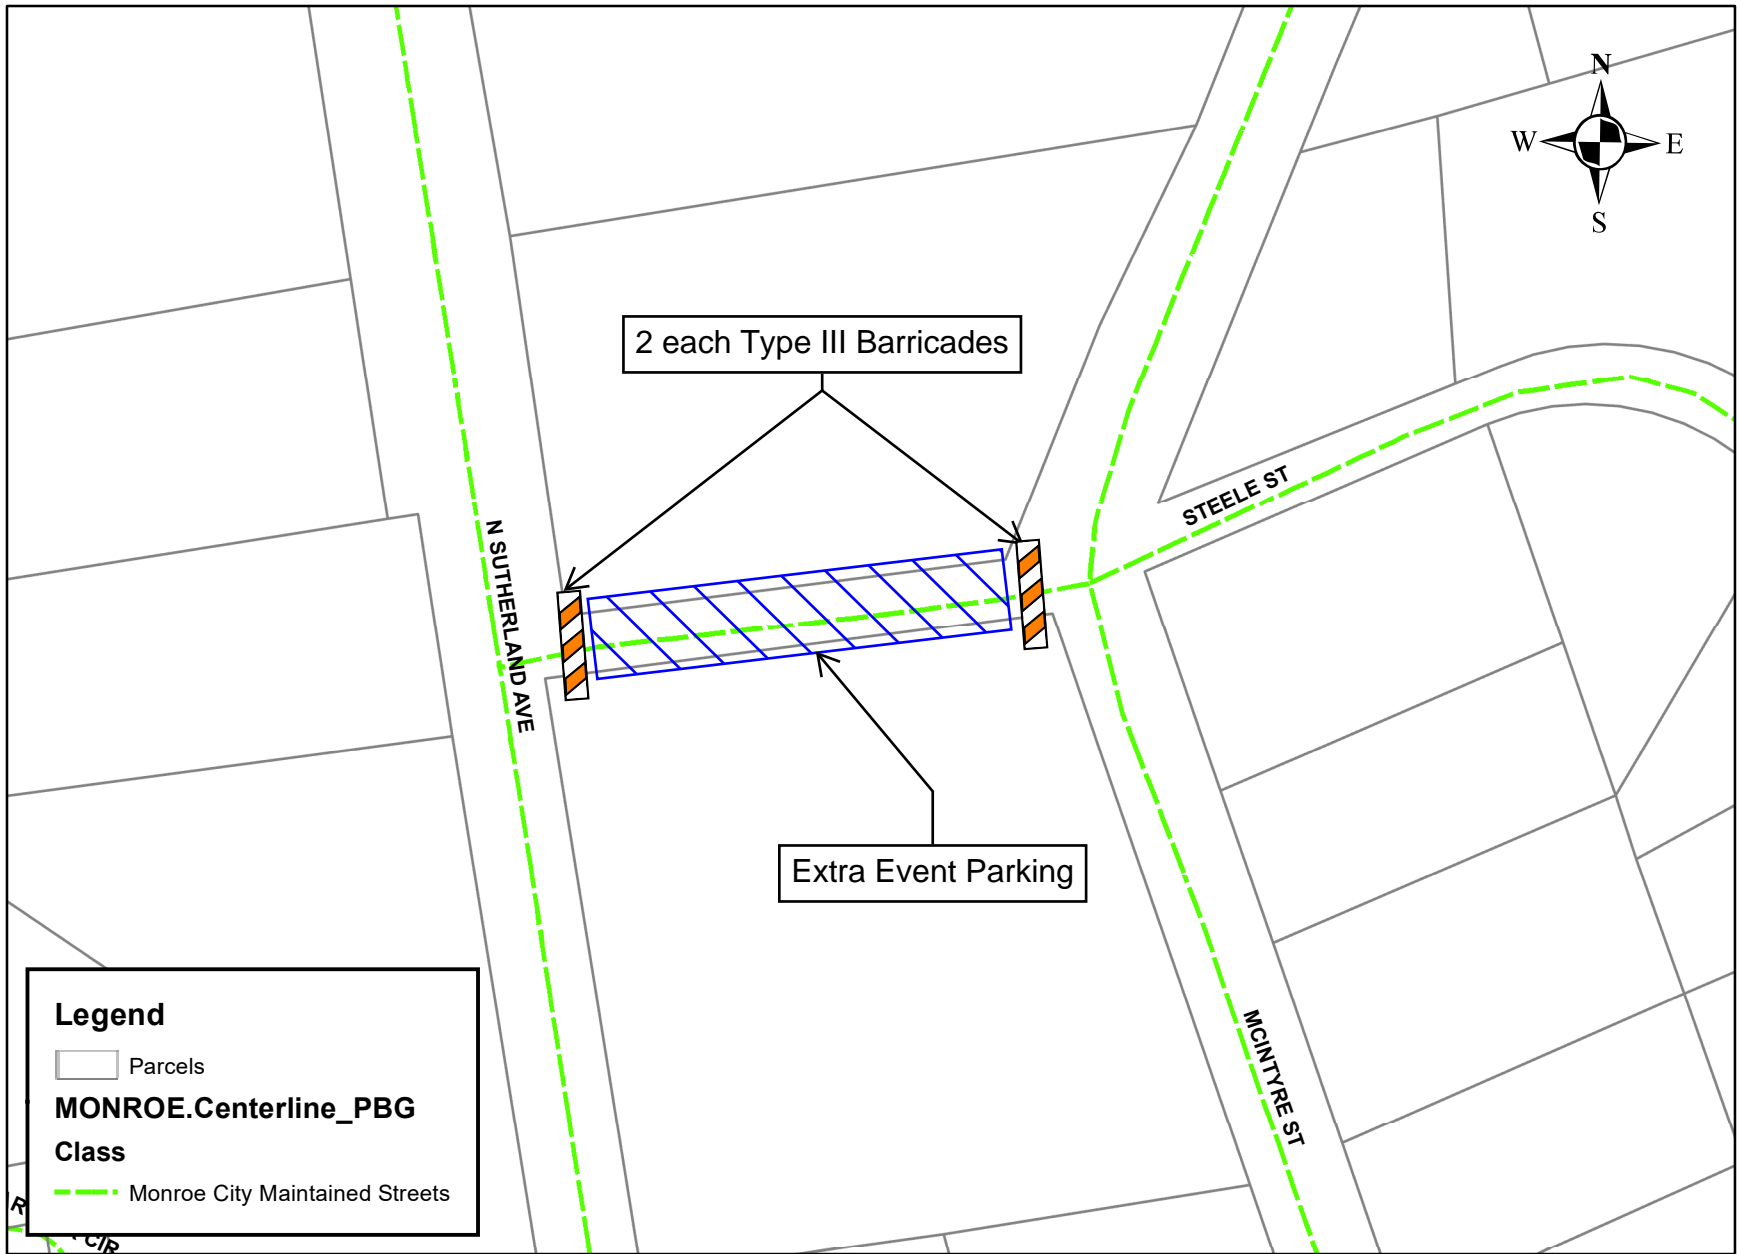 N
W
E
S
2 each Type III Barricades
STEELE ST
N SUTHERLAND AVE
Extra Event Parking
MCINTYRE ST
Legend
Parcels
MONROE.Centerline_PBG
Class
Monroe City Maintained Streets
CIR